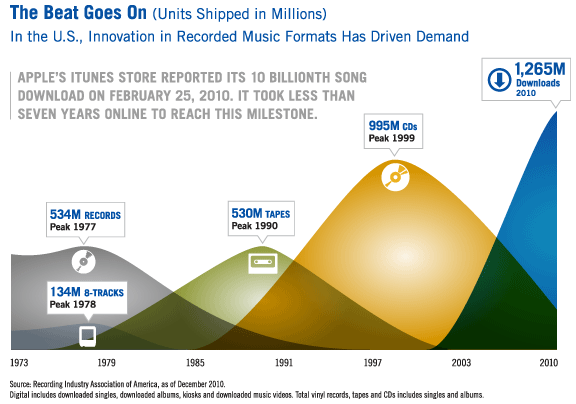 The Beat Goes On (Units Shipped in Millions)
In the U.S., Innovation in Recorded Music Formats Has Driven Demand
APPLE'S ITUNES STORE REPORTED ITS 10 BILLIONTH SONG
DOWNLOAD ON FEBRUARY 25, 2010. IT TOOK LESS THAN
SEVEN YEARS ONLINE TO REACH THIS MILESTONE.
1,265M
Downloads
2010
995M CDs
Peak 1999
534M RECORDS
Peak 1977
530M TAPES
Peak 1990
134M 8-TRACKS
Peak 1978
1973 1979 1985 1991 1997 2003 2010
Source: Recording Industry Association of America, as of December 2010.
Digital includes downloaded singles, downloaded albums, kiosks and downloaded music videos. Total vinyl records, tapes and CDs includes singles and albums.